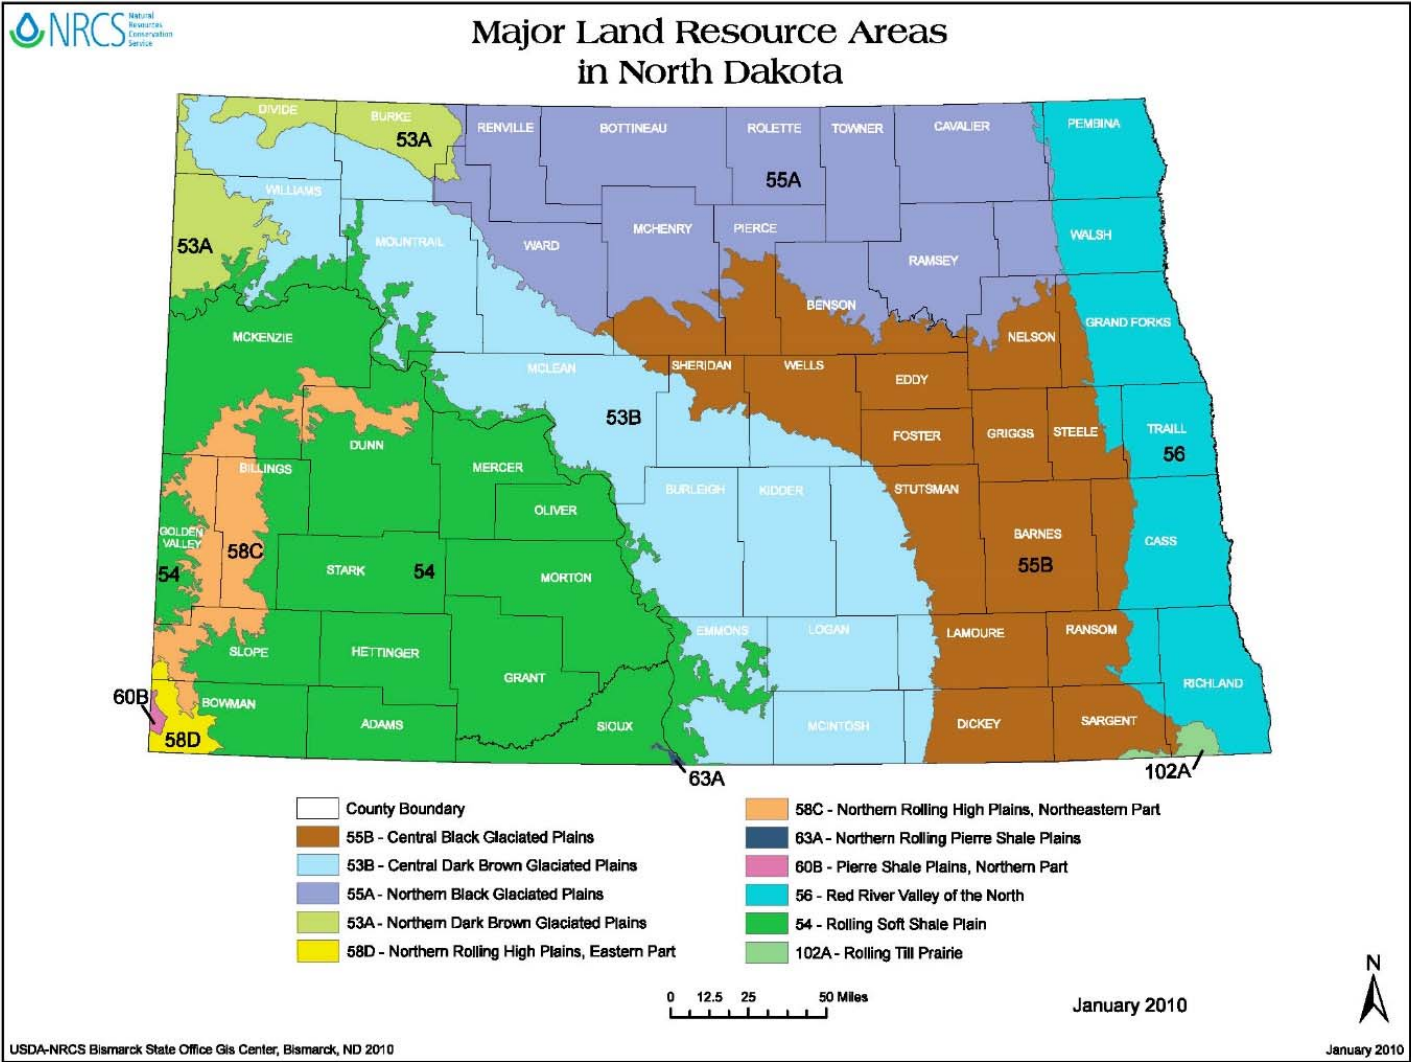 NRCS
Natural
Resources
Conservation
Service
Major Land Resource Areas
in North Dakota
DIVIDE
BURKE
53A
RENVILLE
BOTTINEAU
ROLETTE
TOWNER
CAVALIER
PEMBINA
55A
WILLIAMS
53A
MOUNTRAIL
WARD
MCHENRY
PIERCE
RAMSEY
WALSH
BENSON
MCKENZIE
NELSON
GRAND FORKS
MCLEAN
SHERIDAN
WELLS
EDDY
53B
DUNN
FOSTER
GRIGGS
STEELE
TRAILL
56
BILLINGS
MERCER
BURLEIGH
KIDDER
STUTSMAN
OLIVER
GOLDEN
VALLEY
58C
BARNES
CASS
54
STARK
54
MORTON
55B
EMMONS
LOGAN
LAMOURE
RANSOM
SLOPE
HETTINGER
GRANT
RICHLAND
60B
BOWMAN
ADAMS
SIOUX
MCINTOSH
DICKEY
SARGENT
58D
63A
102A
County Boundary
55B - Central Black Glaciated Plains
53B - Central Dark Brown Glaciated Plains
55A - Northern Black Glaciated Plains
53A - Northern Dark Brown Glaciated Plains
58D - Northern Rolling High Plains, Eastern Part
58C - Northern Rolling High Plains, Northeastern Part
63A - Northern Rolling Pierre Shale Plains
60B - Pierre Shale Plains, Northern Part
56 - Red River Valley of the North
54 - Rolling Soft Shale Plain
102A - Rolling Till Prairie
N
0 12.5 25 50 Miles
January 2010
USDA-NRCS Bismarck State Office Gis Center, Bismarck, ND 2010
January 2010